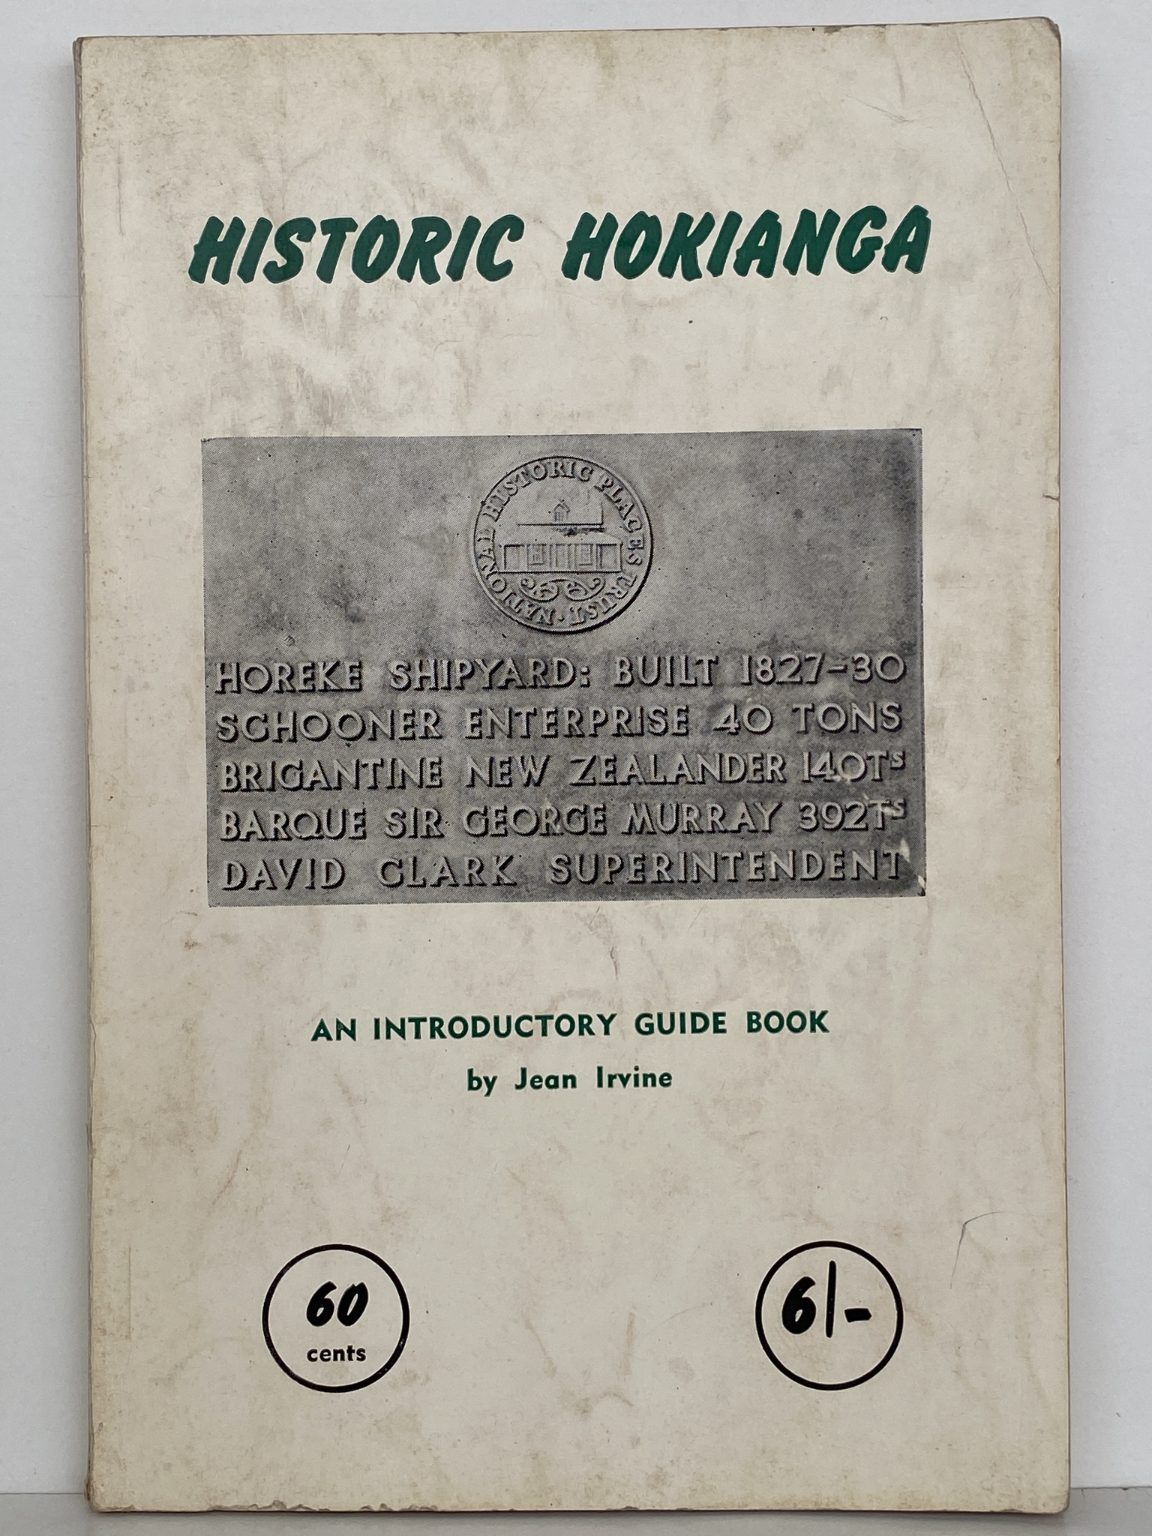 HISTORIC HOKIANGA
NATIONAL HISTORIC PLACES TRUST ·
HOREKE SHIPYARD: BUILT 1827-30
SCHOONER ENTERPRISE 40 TONS
BRIGANTINE NEW ZEALANDER 140Tˢ
BARQUE SIR GEORGE MURRAY 392Tˢ
DAVID CLARK SUPERINTENDENT
AN INTRODUCTORY GUIDE BOOK
by Jean Irvine
60
cents
6/-